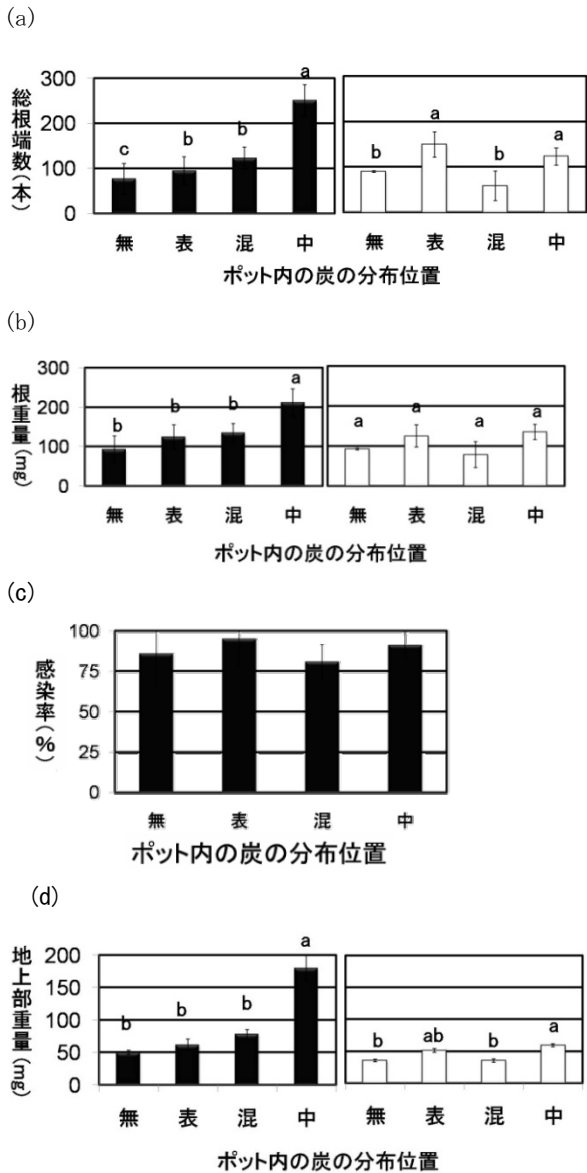 (a)
総根端数(本)
300
200
100
0
c b b a
b a b a
無 表 混 中 無 表 混 中
ポット内の炭の分布位置
(b)
根重量(mg)
300
200
100
0
b b b a
a a a a
無 表 混 中 無 表 混 中
ポット内の炭の分布位置
(c)
感染率(%)
100
75
50
25
0
無 表 混 中
ポット内の炭の分布位置
(d)
地上部重量(mg)
200
150
100
50
0
b b b a
b ab b a
無 表 混 中 無 表 混 中
ポット内の炭の分布位置